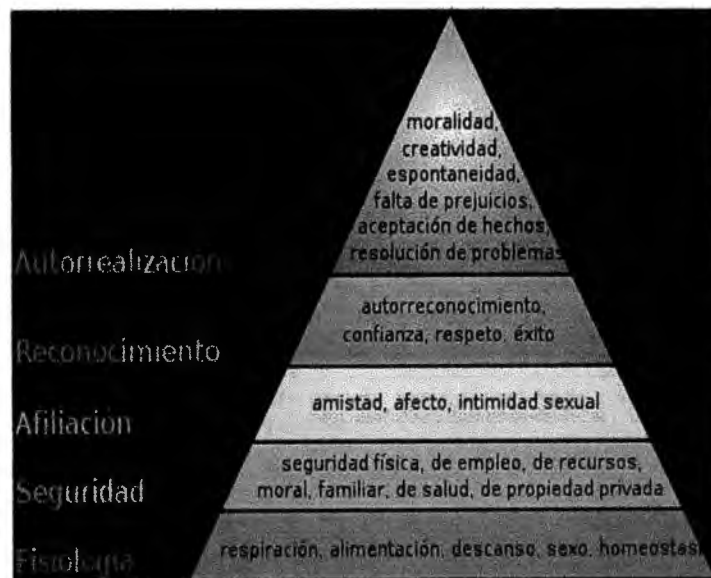 moralidad,
creatividad,
espontaneidad,
falta de prejuicios,
aceptación de hechos,
resolución de problemas
Autorrealización
autorreconocimiento,
confianza, respeto, éxito
Reconocimiento
amistad, afecto, intimidad sexual
Afiliación
seguridad física, de empleo, de recursos,
moral, familiar, de salud, de propiedad privada
Seguridad
respiración, alimentación, descanso, sexo, homeostas
Fisiología